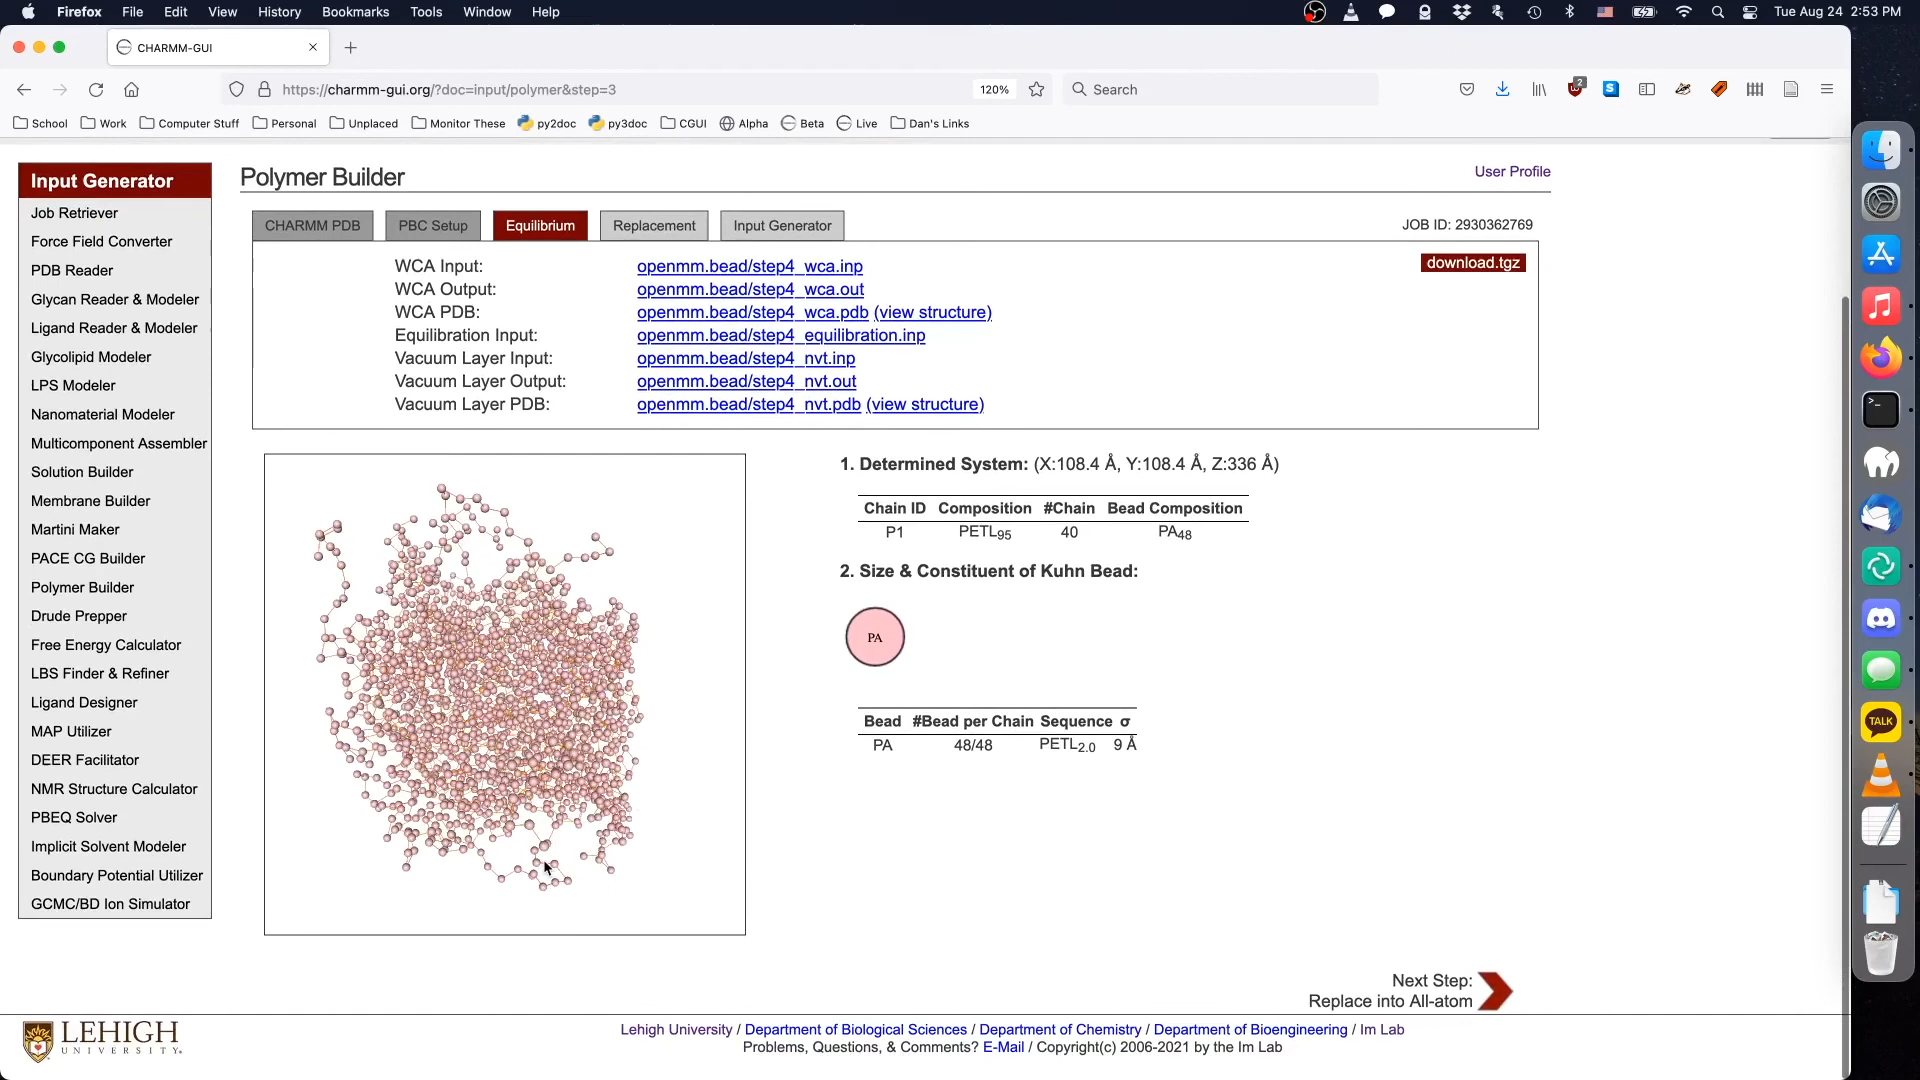 Firefox File Edit View History Bookmarks Tools Window Help Tue Aug 24 2:53 PM
CHARMM-GUI
https://charmm-gui.org/?doc=input/polymer&step=3 120% Search 2
School Work Computer Stuff Personal Unplaced Monitor These py2doc py3doc CGUI Alpha Beta Live Dan's Links
Input Generator
Job Retriever
Force Field Converter
PDB Reader
Glycan Reader & Modeler
Ligand Reader & Modeler
Glycolipid Modeler
LPS Modeler
Nanomaterial Modeler
Multicomponent Assembler
Solution Builder
Membrane Builder
Martini Maker
PACE CG Builder
Polymer Builder
Drude Prepper
Free Energy Calculator
LBS Finder & Refiner
Ligand Designer
MAP Utilizer
DEER Facilitator
NMR Structure Calculator
PBEQ Solver
Implicit Solvent Modeler
Boundary Potential Utilizer
GCMC/BD Ion Simulator
Polymer Builder
User Profile
CHARMM PDB PBC Setup Equilibrium Replacement Input Generator JOB ID: 2930362769
download.tgz
WCA Input: openmm.bead/step4_wca.inp
WCA Output: openmm.bead/step4_wca.out
WCA PDB: openmm.bead/step4_wca.pdb (view structure)
Equilibration Input: openmm.bead/step4_equilibration.inp
Vacuum Layer Input: openmm.bead/step4_nvt.inp
Vacuum Layer Output: openmm.bead/step4_nvt.out
Vacuum Layer PDB: openmm.bead/step4_nvt.pdb (view structure)
1. Determined System: (X:108.4 Å, Y:108.4 Å, Z:336 Å)
Chain ID Composition #Chain Bead Composition
P1 PETL95 40 PA48
2. Size & Constituent of Kuhn Bead:
PA
Bead #Bead per Chain Sequence σ
PA 48/48 PETL2.0 9 Å
Next Step:
Replace into All-atom
LEHIGH
UNIVERSITY.
Lehigh University / Department of Biological Sciences / Department of Chemistry / Department of Bioengineering / Im Lab
Problems, Questions, & Comments? E-Mail / Copyright(c) 2006-2021 by the Im Lab
TALK